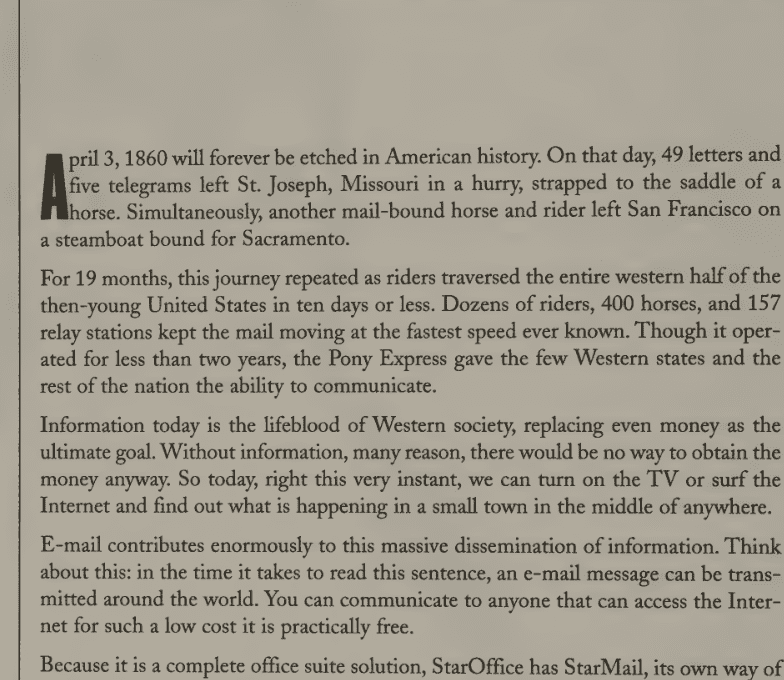 April 3, 1860 will forever be etched in American history. On that day, 49 letters and
five telegrams left St. Joseph, Missouri in a hurry, strapped to the saddle of a
horse. Simultaneously, another mail-bound horse and rider left San Francisco on
a steamboat bound for Sacramento.
For 19 months, this journey repeated as riders traversed the entire western half of the
then-young United States in ten days or less. Dozens of riders, 400 horses, and 157
relay stations kept the mail moving at the fastest speed ever known. Though it oper-
ated for less than two years, the Pony Express gave the few Western states and the
rest of the nation the ability to communicate.
Information today is the lifeblood of Western society, replacing even money as the
ultimate goal. Without information, many reason, there would be no way to obtain the
money anyway. So today, right this very instant, we can turn on the TV or surf the
Internet and find out what is happening in a small town in the middle of anywhere.
E-mail contributes enormously to this massive dissemination of information. Think
about this: in the time it takes to read this sentence, an e-mail message can be trans-
mitted around the world. You can communicate to anyone that can access the Inter-
net for such a low cost it is practically free.
Because it is a complete office suite solution, StarOffice has StarMail, its own way of